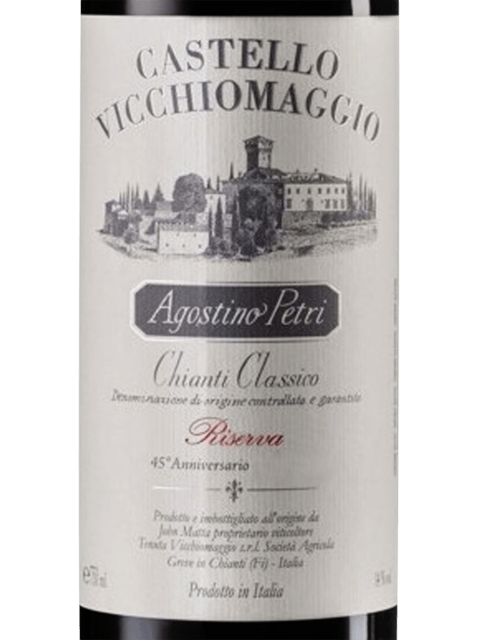 CASTELLO
VICCHIOMAGGIO
Agostino Petri
Chianti Classico
Denominazione di origine controllata e garantita
Riserva
45° Anniversario
Prodotto e imbottigliato all'origine da
John Matta proprietario viticoltore
Tenuta Vicchiomaggio s.r.l. Società Agricola
Greve in Chianti (Fi) - Italia
Prodotto in Italia